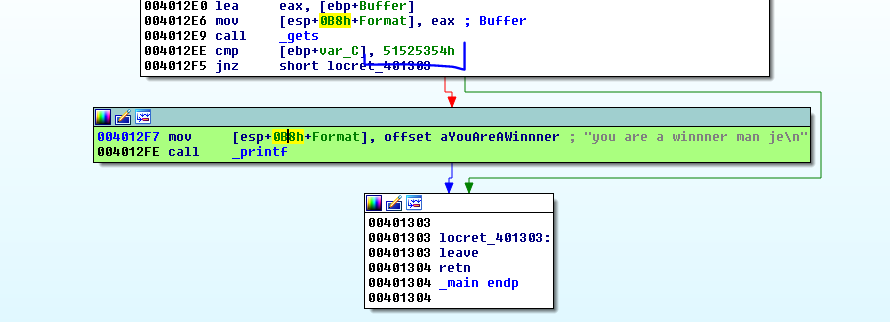 004012E0 lea     eax, [ebp+Buffer]
004012E6 mov     [esp+0B8h+Format], eax ; Buffer
004012E9 call    _gets
004012EE cmp     [ebp+var_C], 51525354h
004012F5 jnz     short locret_401303
004012F7 mov     [esp+0B8h+Format], offset aYouAreAWinnner ; "you are a winnner man je\n"
004012FE call    _printf
00401303
00401303 locret_401303:
00401303 leave
00401304 retn
00401304 _main endp
00401304